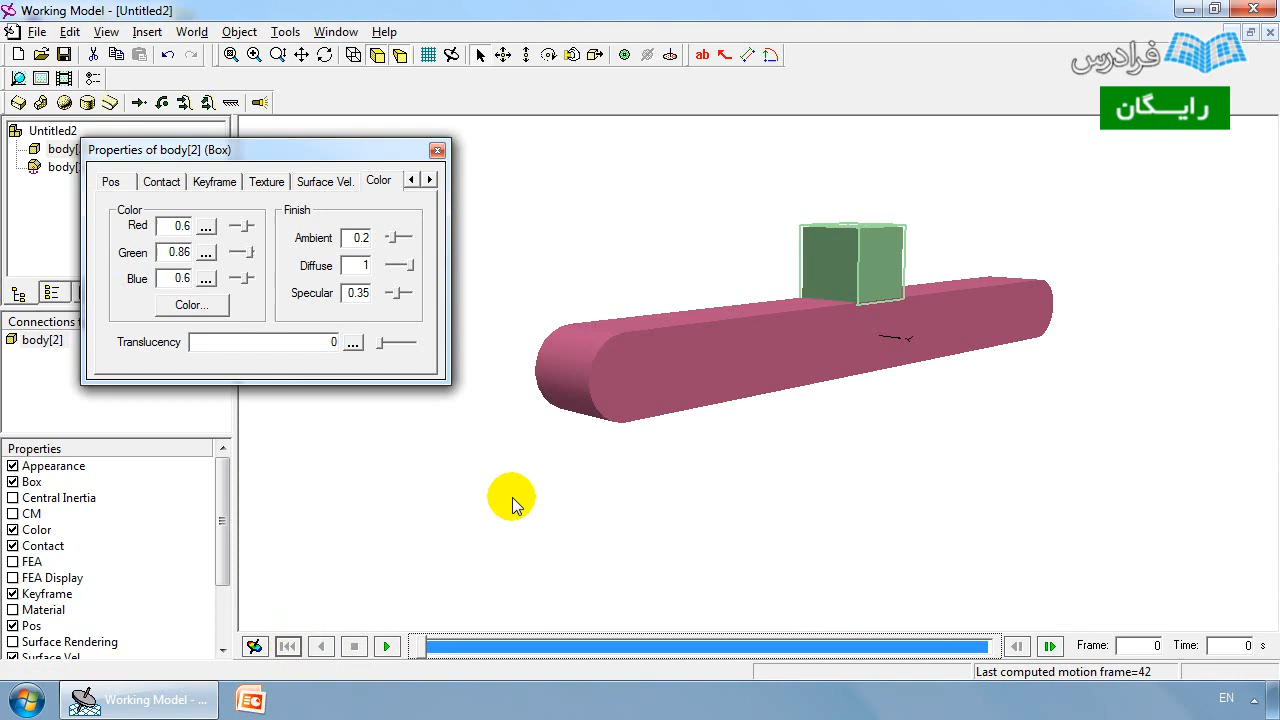 Working Model - [Untitled2]
File Edit View Insert World Object Tools Window Help
فرادرس
رایـگان
ab
Untitled2
body[
body[
Properties of body[2] (Box)
Pos Contact Keyframe Texture Surface Vel. Color
Color
Red 0.6 ...
Green 0.86 ...
Blue 0.6 ...
Color...
Finish
Ambient 0.2
Diffuse 1
Specular 0.35
Translucency 0 ...
Connections t
body[2]
Properties
Appearance
Box
Central Inertia
CM
Color
Contact
FEA
FEA Display
Keyframe
Material
Pos
Surface Rendering
Surface Vel
Y
Frame: 0 Time: 0 s
Last computed motion frame=42
Working Model - ...
EN